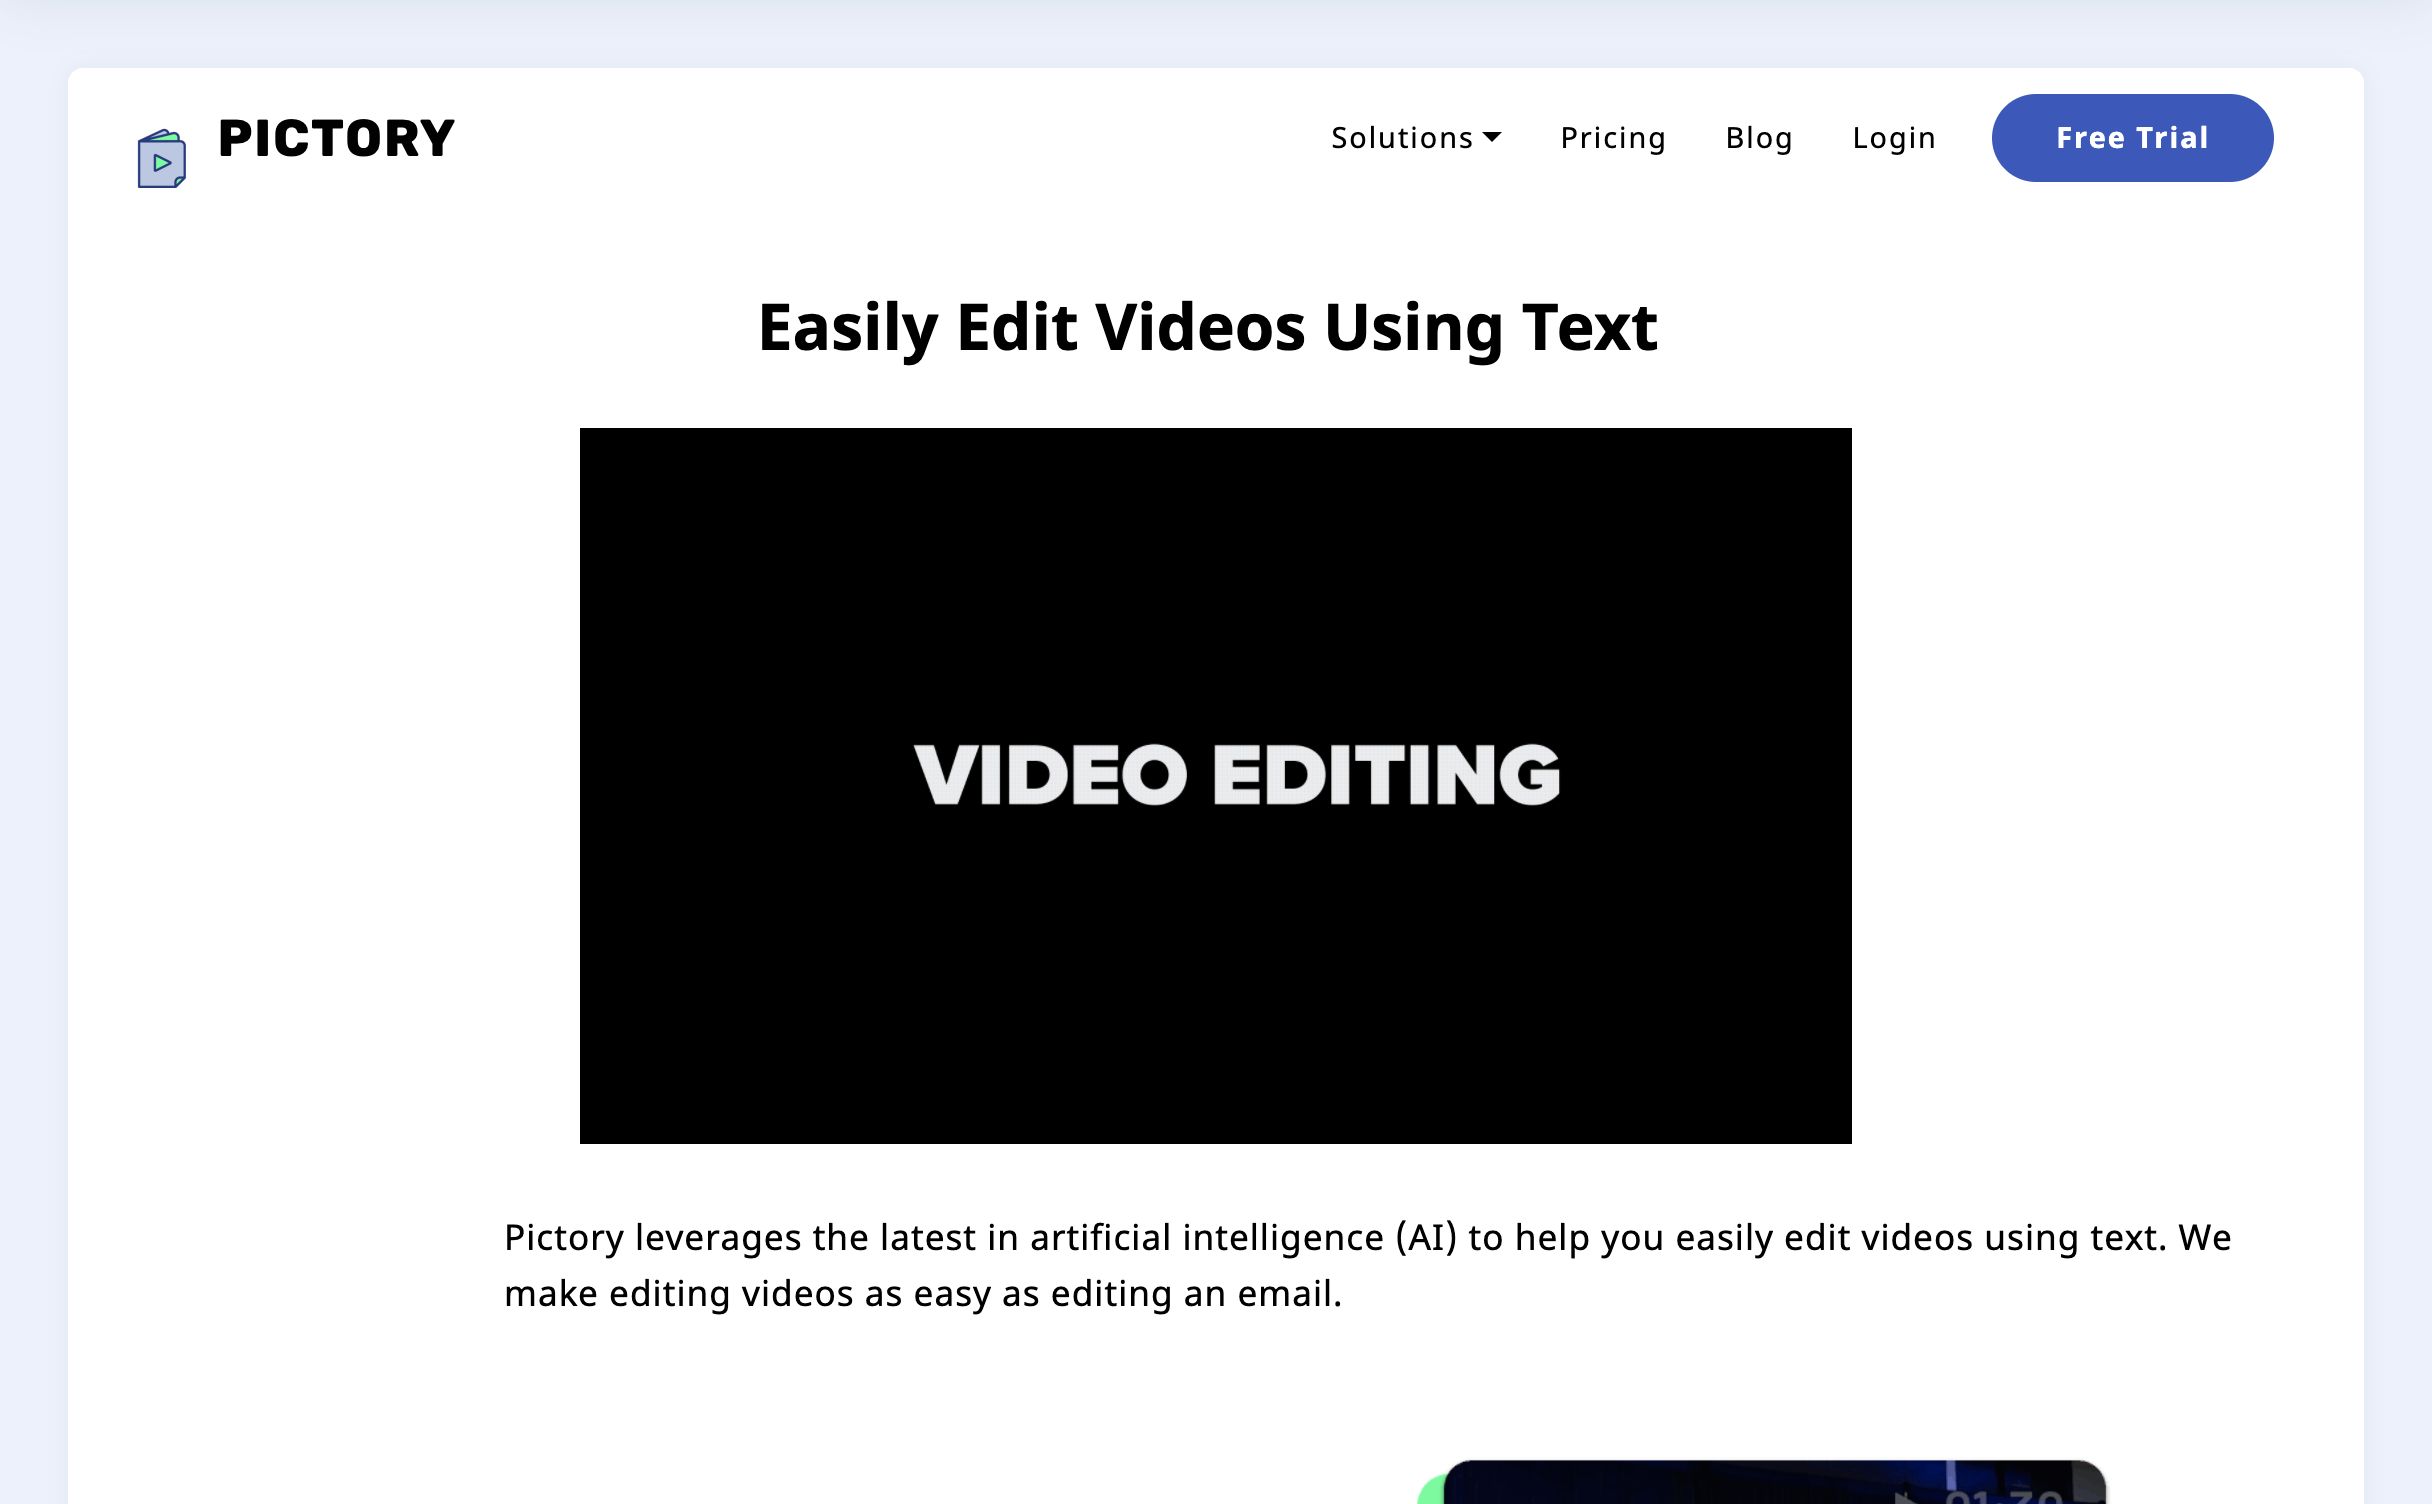 PICTORY
Solutions Pricing Blog Login Free Trial
Easily Edit Videos Using Text
VIDEO EDITING
Pictory leverages the latest in artificial intelligence (AI) to help you easily edit videos using text. We
make editing videos as easy as editing an email.